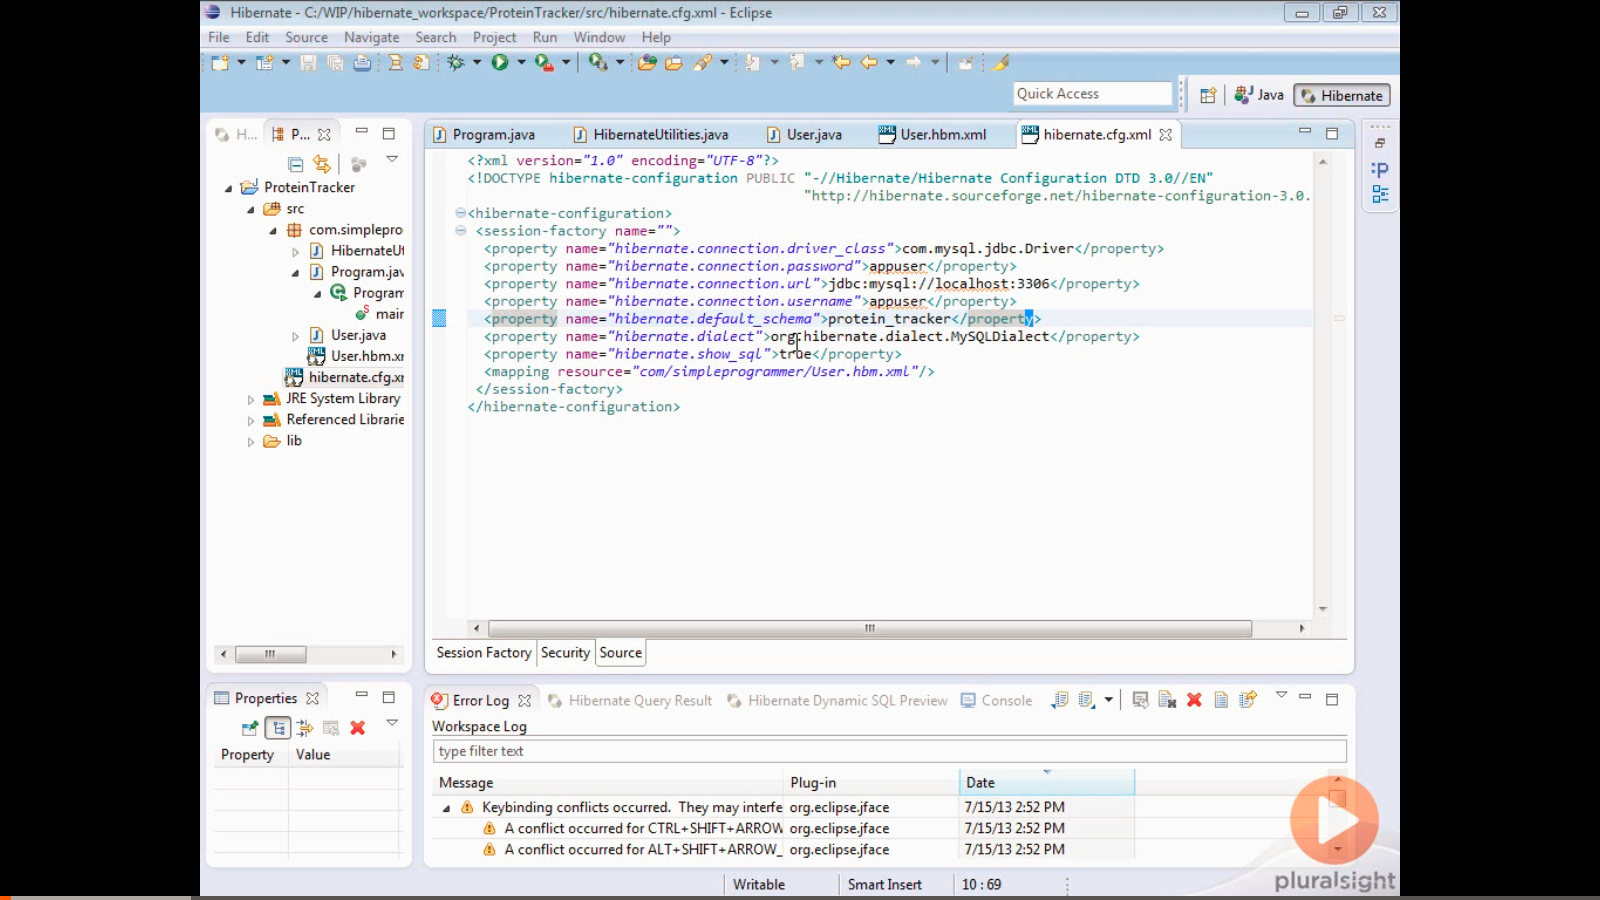 Hibernate - C:/WIP/hibernate_workspace/ProteinTracker/src/hibernate.cfg.xml - Eclipse
File Edit Source Navigate Search Project Run Window Help
Quick Access
Java
Hibernate
H...
P...
Program.java
HibernateUtilities.java
User.java
User.hbm.xml
hibernate.cfg.xml
ProteinTracker
src
com.simplepro
HibernateUt
Program.jav
Program
main
User.java
User.hbm.x
hibernate.cfg.x
JRE System Library
Referenced Librarie
lib
<?xml version="1.0" encoding="UTF-8"?>
<!DOCTYPE hibernate-configuration PUBLIC "-//Hibernate/Hibernate Configuration DTD 3.0//EN"
"http://hibernate.sourceforge.net/hibernate-configuration-3.0.
<hibernate-configuration>
<session-factory name="">
<property name="hibernate.connection.driver_class">com.mysql.jdbc.Driver</property>
<property name="hibernate.connection.password">appuser</property>
<property name="hibernate.connection.url">jdbc:mysql://localhost:3306</property>
<property name="hibernate.connection.username">appuser</property>
<property name="hibernate.default_schema">protein_tracker</property>
<property name="hibernate.dialect">org.hibernate.dialect.MySQLDialect</property>
<property name="hibernate.show_sql">true</property>
<mapping resource="com/simpleprogrammer/User.hbm.xml"/>
</session-factory>
</hibernate-configuration>
Session Factory Security Source
Properties
Property Value
Error Log
Hibernate Query Result
Hibernate Dynamic SQL Preview
Console
Workspace Log
type filter text
Message Plug-in Date
Keybinding conflicts occurred. They may interfe org.eclipse.jface 7/15/13 2:52 PM
A conflict occurred for CTRL+SHIFT+ARROW org.eclipse.jface 7/15/13 2:52 PM
A conflict occurred for ALT+SHIFT+ARROW_ org.eclipse.jface 7/15/13 2:52 PM
Writable Smart Insert 10 : 69
pluralsight